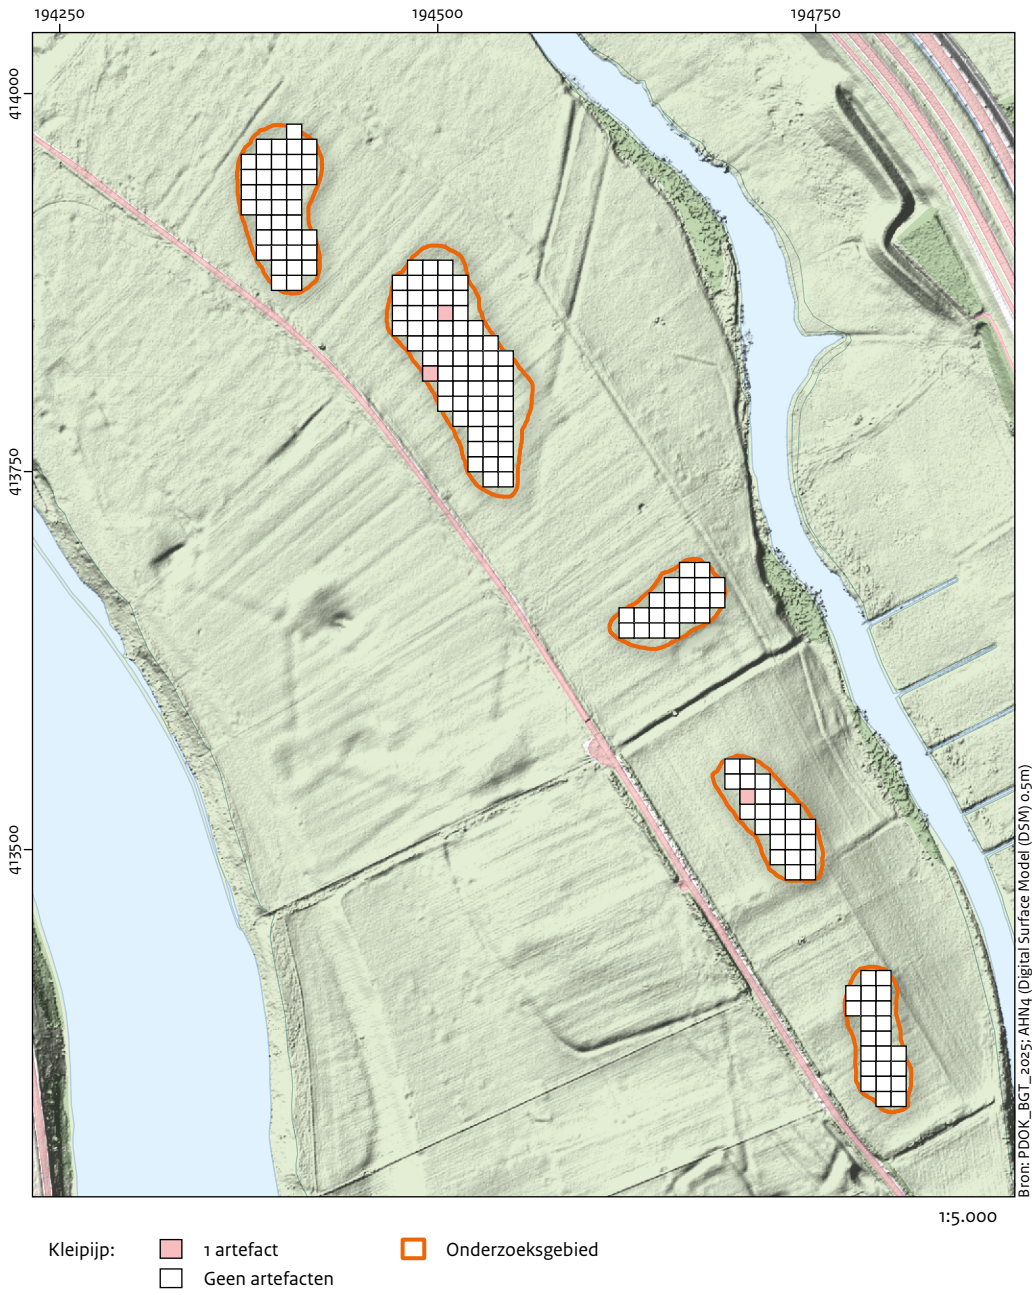 194250
194500
194750
414000
413750
413500
Bron: PDOK_BGT_2025; AHN4 (Digital Surface Model (DSM) 0.5m)
1:5.000
Kleipijp:
1 artefact
Onderzoeksgebied
Geen artefacten